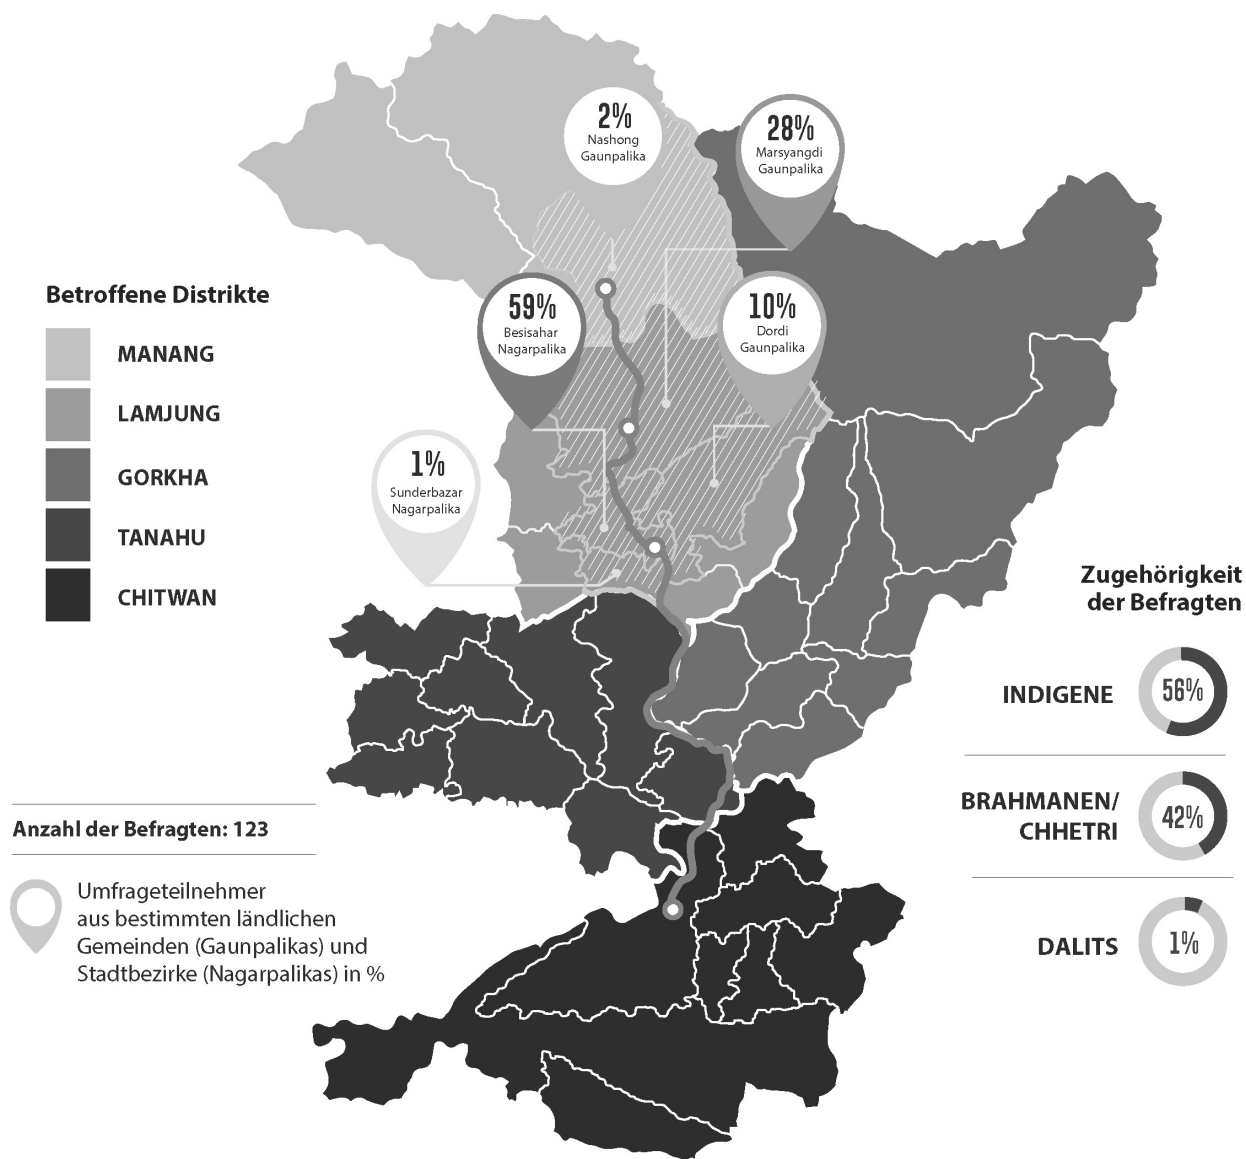 2%
Nashong
Gaunpalika
28%
Marsyangdi
Gaunpalika
59%
Besisahar
Nagarpalika
10%
Dordi
Gaunpalika
1%
Sunderbazar
Nagarpalika
Betroffene Distrikte
MANANG
LAMJUNG
GORKHA
TANAHU
CHITWAN
Anzahl der Befragten: 123
Umfrageteilnehmer
aus bestimmten ländlichen
Gemeinden (Gaunpalikas) und
Stadtbezirke (Nagarpalikas) in %
Zugehörigkeit
der Befragten
INDIGENE
56%
BRAHMANEN/
CHHETRI
42%
DALITS
1%